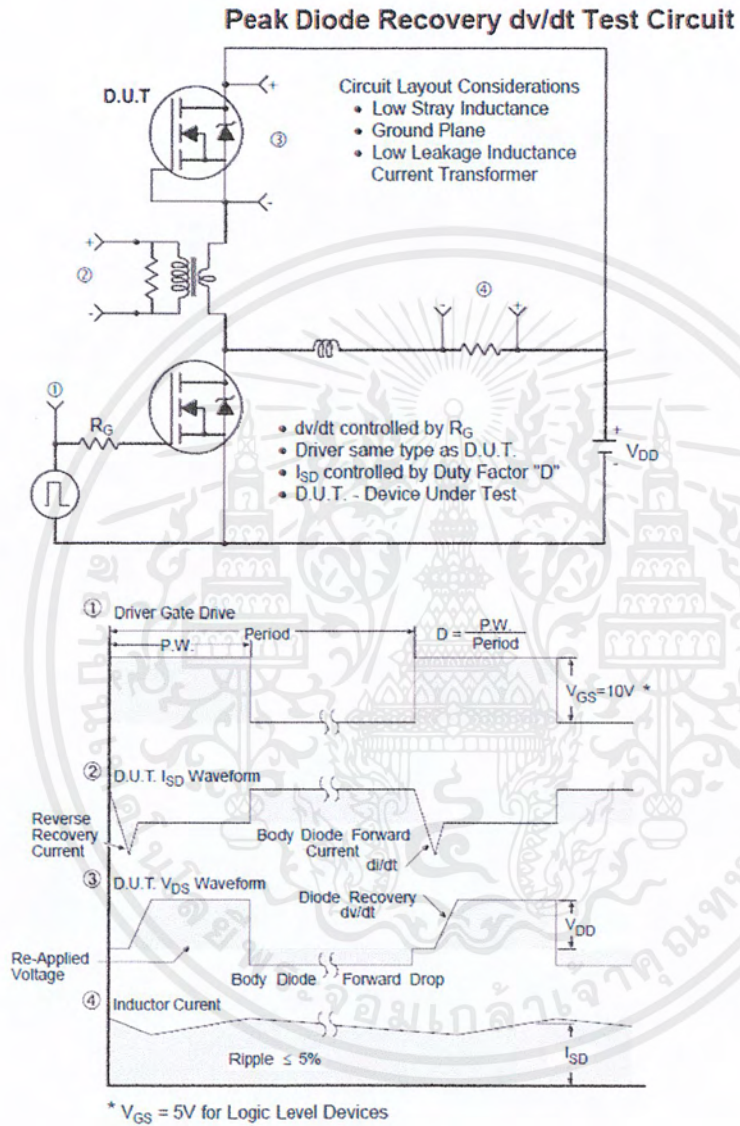 Peak Diode Recovery dv/dt Test Circuit
D.U.T
+
③
-
Circuit Layout Considerations
• Low Stray Inductance
• Ground Plane
• Low Leakage Inductance
Current Transformer
+
②
-
④
-
+
①
RG
• dv/dt controlled by RG
• Driver same type as D.U.T.
• ISD controlled by Duty Factor "D"
• D.U.T. - Device Under Test
+
VDD
-
① Driver Gate Drive
P.W.
Period
D = P.W. / Period
VGS=10V *
② D.U.T. ISD Waveform
Reverse
Recovery
Current
Body Diode Forward
Current
di/dt
③ D.U.T. VDS Waveform
Diode Recovery
dv/dt
VDD
Re-Applied
Voltage
Body Diode Forward Drop
④ Inductor Curent
Ripple ≤ 5%
ISD
* VGS = 5V for Logic Level Devices